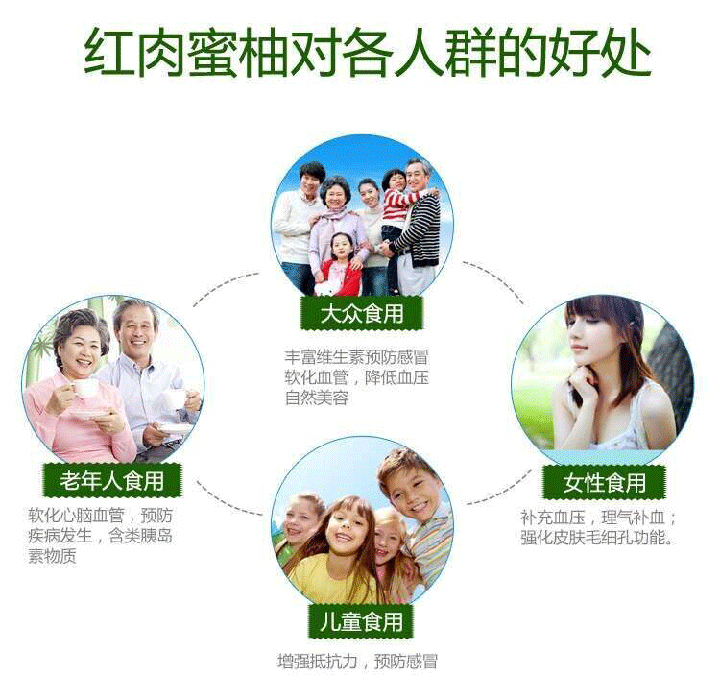 红肉蜜柚对各人群的好处
大众食用
丰富维生素预防感冒
软化血管，降低血压
自然美容
老年人食用
软化心脑血管，预防
疾病发生，含类胰岛
素物质
女性食用
补充血压，理气补血；
强化皮肤毛细孔功能。
儿童食用
增强抵抗力，预防感冒